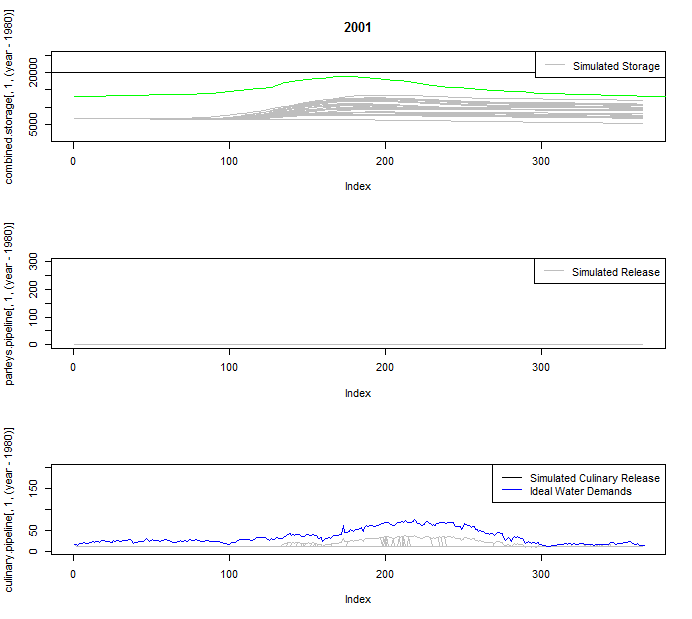 2001
combined.storage[, 1, (year - 1980)]
20000
5000
Simulated Storage
0 100 200 300
Index
parleys.pipeline[, 1, (year - 1980)]
300
200
100
0
Simulated Release
0 100 200 300
Index
culinary.pipeline[, 1, (year - 1980)]
150
50
0
Simulated Culinary Release
Ideal Water Demands
0 100 200 300
Index